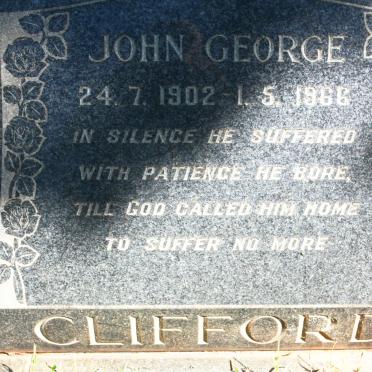 JOHN GEORGE
24.7.1902-1.5.1966
IN SILENCE HE SUFFERED
WITH PATIENCE HE BORE,
TILL GOD CALLED HIM HOME
TO SUFFER NO MORE
CLIFFORD